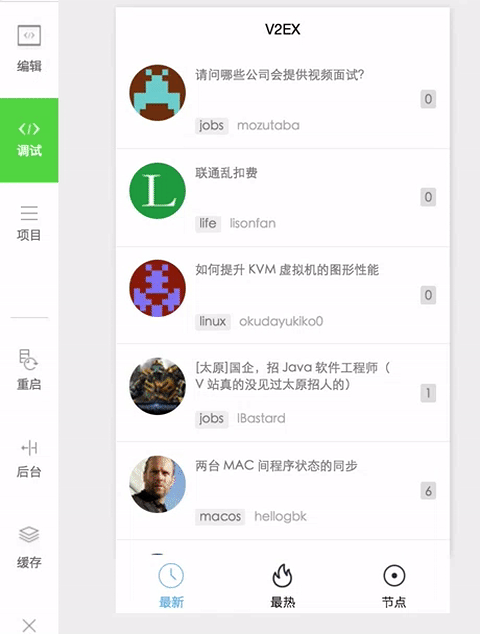 编辑
调试
项目
重启
后台
缓存
V2EX
请问哪些公司会提供视频面试？
0
jobs mozutaba
L
联通乱扣费
0
life lisonfan
如何提升 KVM 虚拟机的图形性能
0
linux okudayukiko0
[太原]国企，招 Java 软件工程师（
V 站真的没见过太原招人的）
1
jobs IBastard
两台 MAC 间程序状态的同步
6
macos hellogbk
最新
最热
节点